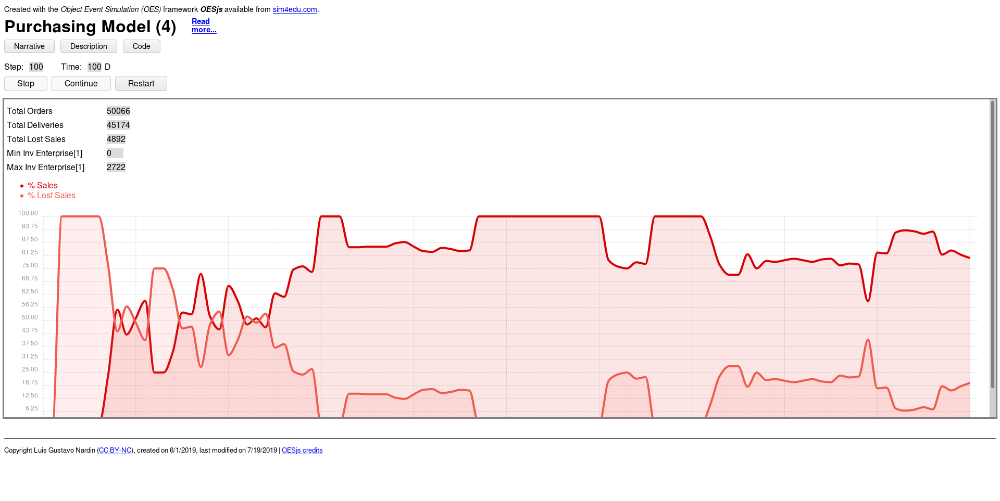 Created with the Object Event Simulation (OES) framework OESjs available from sim4edu.com.
Purchasing Model (4)
Read
more...
Narrative Description Code
Step: 100 Time: 100 D
Stop Continue Restart
Total Orders 50066
Total Deliveries 45174
Total Lost Sales 4892
Min Inv Enterprise[1] 0
Max Inv Enterprise[1] 2722
• % Sales
• % Lost Sales
100.00
93.75
87.50
81.25
75.00
68.75
62.50
56.25
50.00
43.75
37.50
31.25
25.00
18.75
12.50
6.25
Copyright Luis Gustavo Nardin (CC BY-NC), created on 6/1/2019, last modified on 7/19/2019 | OESjs credits